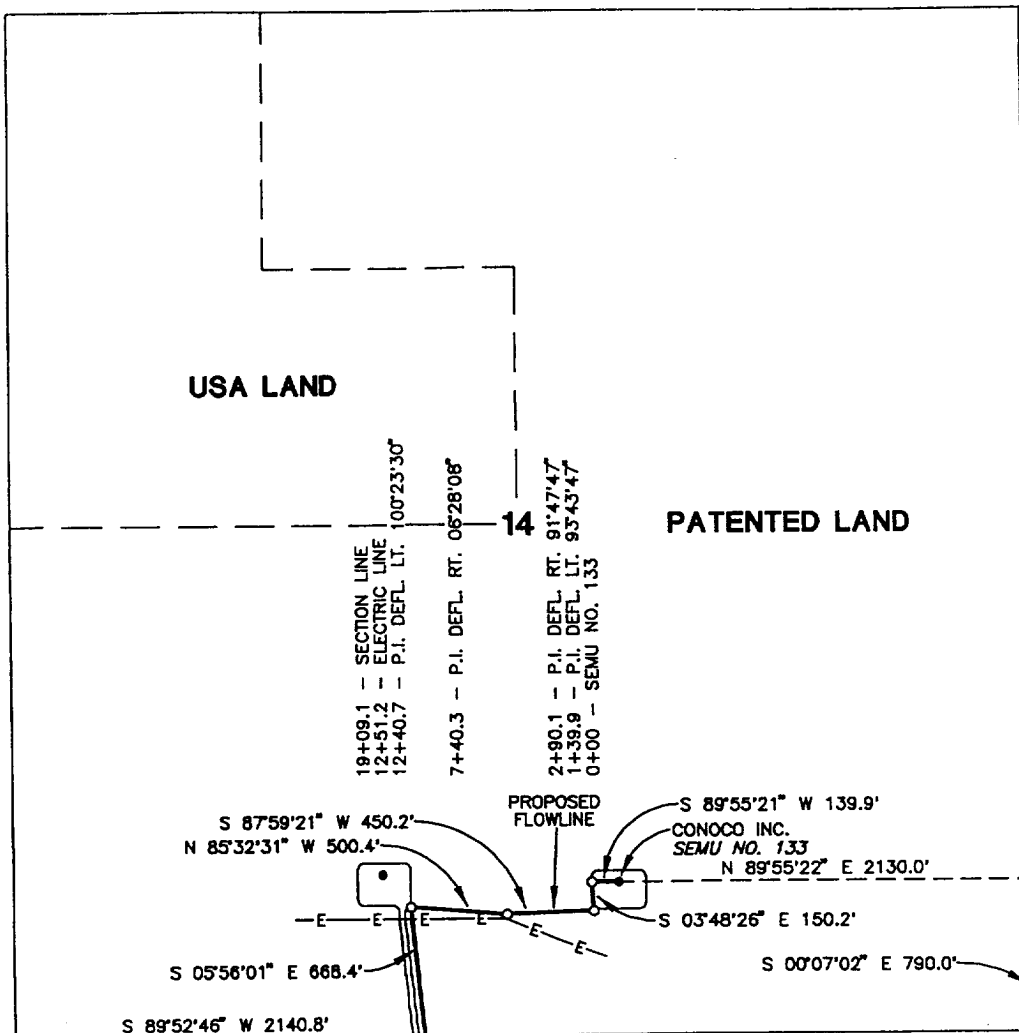 USA LAND
14
PATENTED LAND
19+09.1 – SECTION LINE
12+51.2 – ELECTRIC LINE
12+40.7 – P.I. DEFL. LT. 100°23'30"
7+40.3 – P.I. DEFL. RT. 06°28'08"
2+90.1 – P.I. DEFL. RT. 91°47'47"
1+39.9 – P.I. DEFL. LT. 93°43'47"
0+00 – SEMU NO. 133
PROPOSED
FLOWLINE
S 89°55'21" W 139.9'
S 87°59'21" W 450.2'
CONOCO INC.
N 85°32'31" W 500.4'
SEMU NO. 133
N 89°55'22" E 2130.0'
E E E E
E
E
S 03°48'26" E 150.2'
S 05°56'01" E 668.4'
S 00°07'02" E 790.0'
S 89°52'46" W 2140.8'